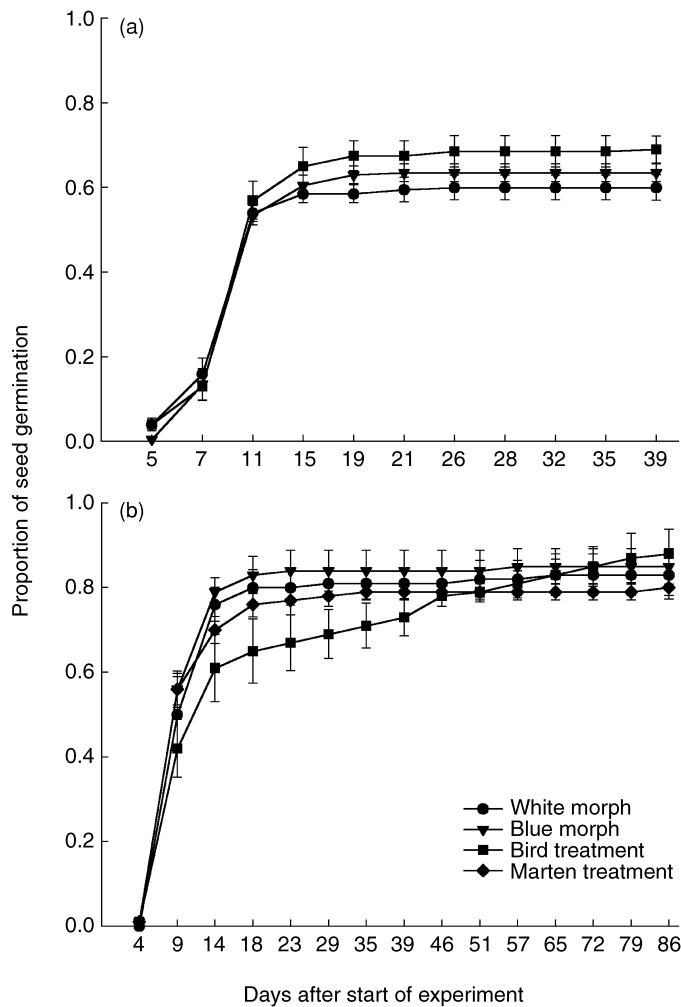 (a)
1.0
0.8
0.6
0.4
0.2
0.0
5 7 11 15 19 21 26 28 32 35 39
Proportion of seed germination
(b)
1.0
0.8
0.6
0.4
0.2
0.0
White morph
Blue morph
Bird treatment
Marten treatment
4 9 14 18 23 29 35 39 46 51 57 65 72 79 86
Days after start of experiment